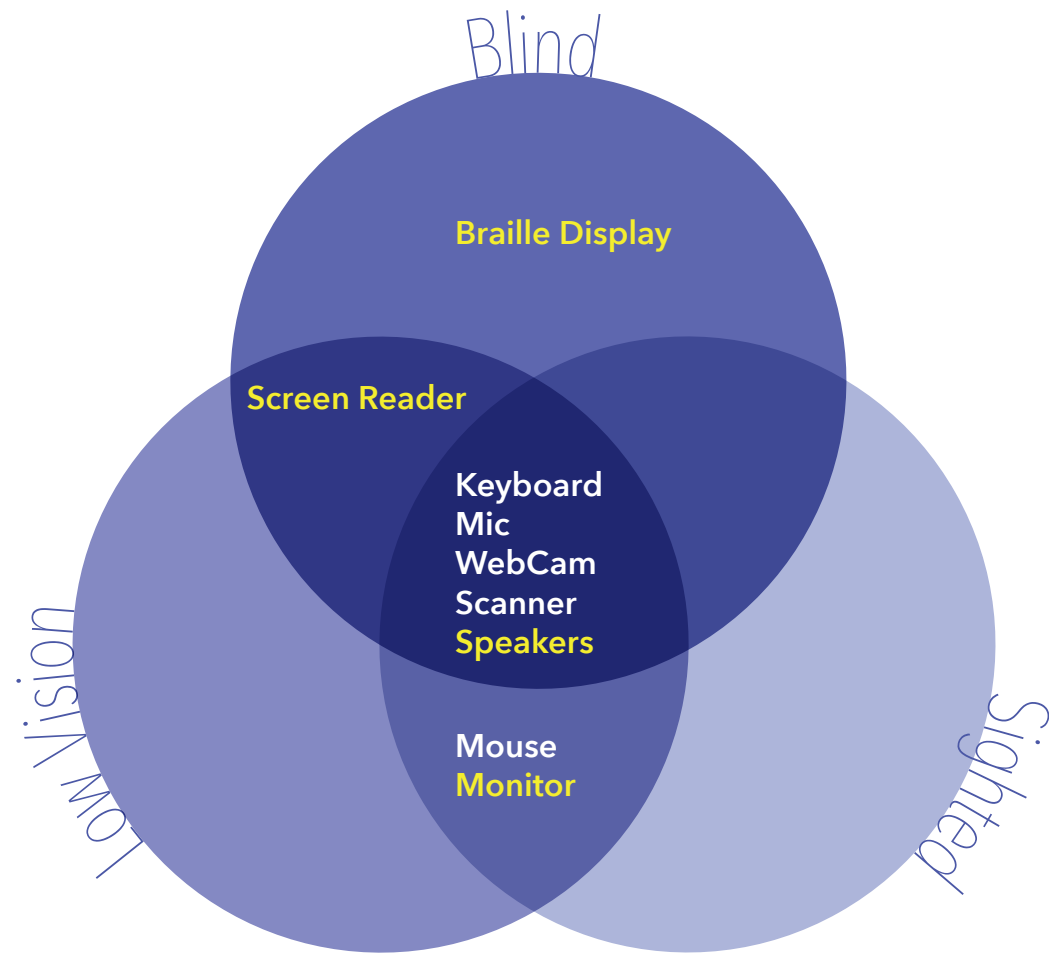 Blind
Braille Display
Screen Reader
Keyboard
Mic
WebCam
Scanner
Speakers
Mouse
Monitor
Low Vision
Sighted